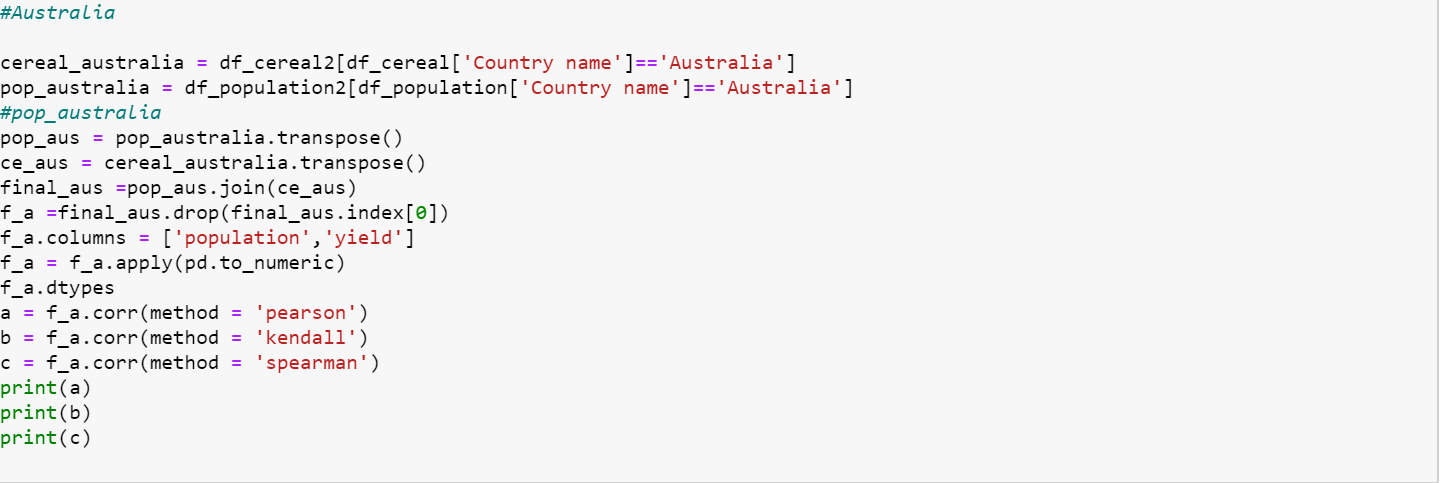 #Australia
cereal_australia = df_cereal2[df_cereal['Country name']=='Australia']
pop_australia = df_population2[df_population['Country name']=='Australia']
#pop_australia
pop_aus = pop_australia.transpose()
ce_aus = cereal_australia.transpose()
final_aus =pop_aus.join(ce_aus)
f_a =final_aus.drop(final_aus.index[0])
f_a.columns = ['population','yield']
f_a = f_a.apply(pd.to_numeric)
f_a.dtypes
a = f_a.corr(method = 'pearson')
b = f_a.corr(method = 'kendall')
c = f_a.corr(method = 'spearman')
print(a)
print(b)
print(c)